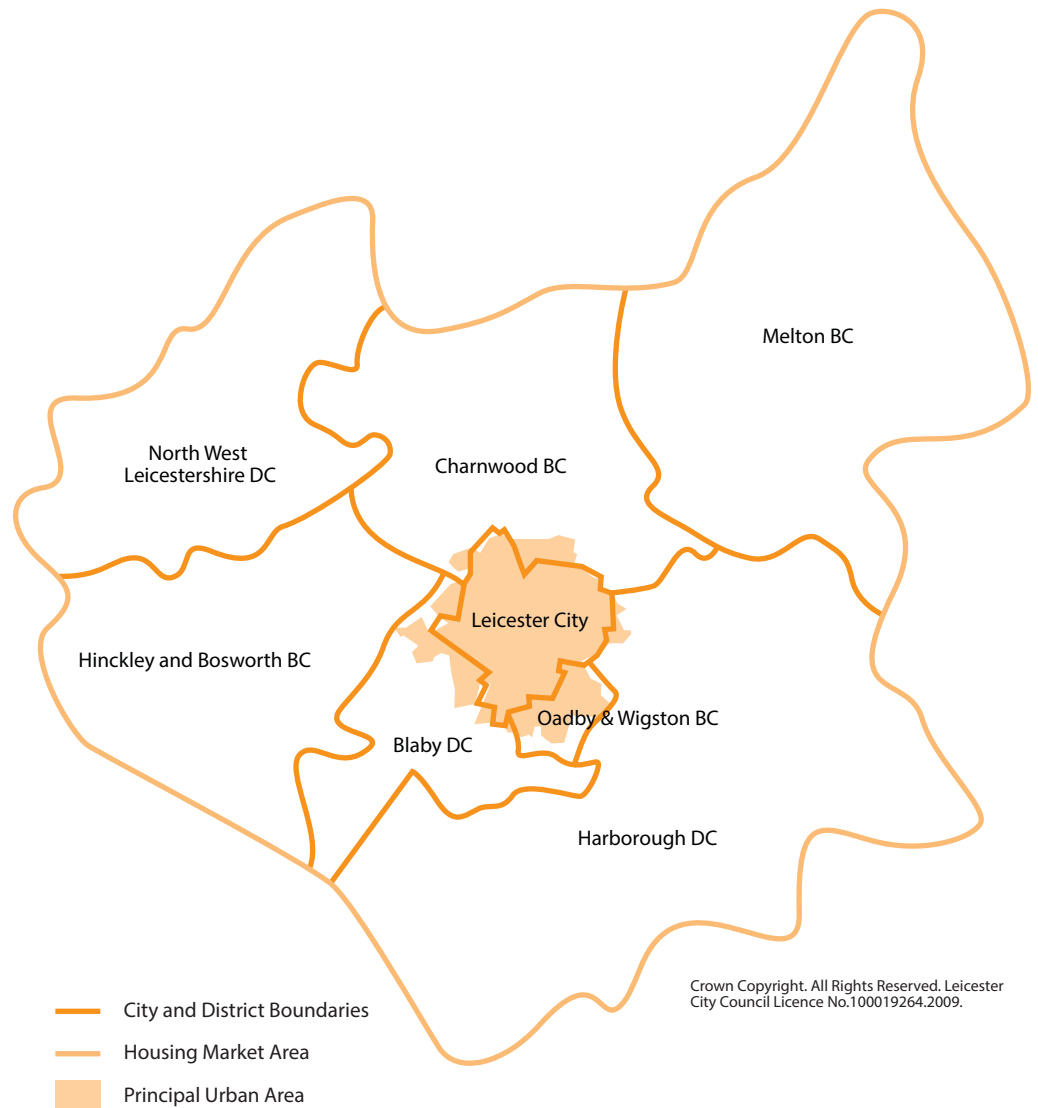 Melton BC
North West
Leicestershire DC
Charnwood BC
Leicester City
Hinckley and Bosworth BC
Oadby & Wigston BC
Blaby DC
Harborough DC
Crown Copyright. All Rights Reserved. Leicester
City Council Licence No.100019264.2009.
City and District Boundaries
Housing Market Area
Principal Urban Area